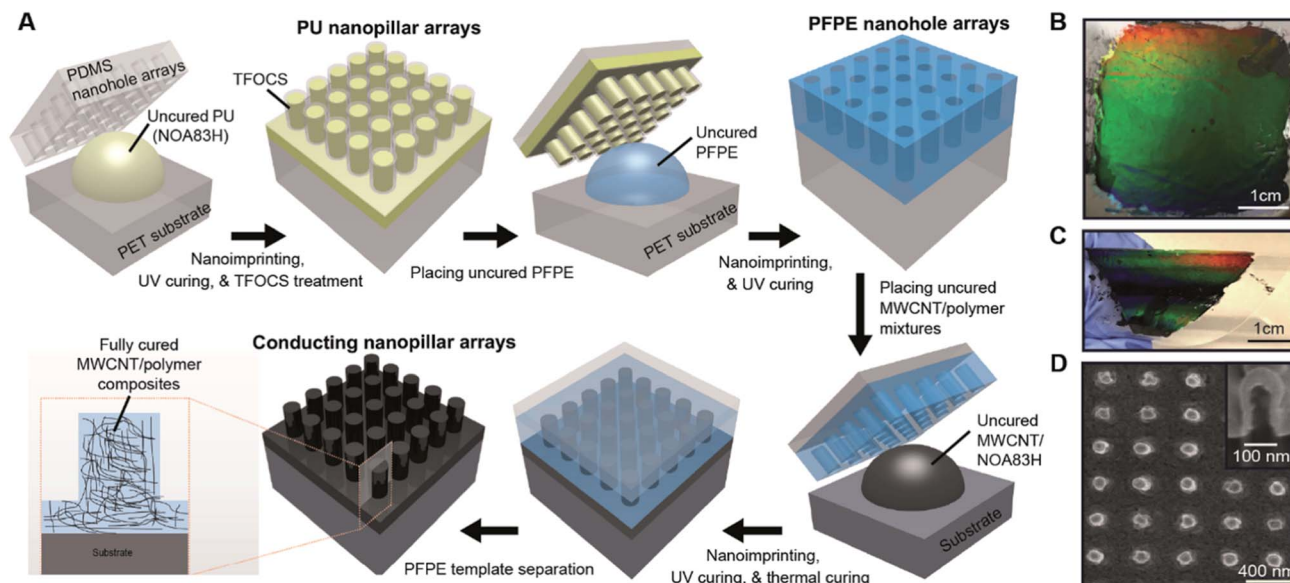 A
PU nanopillar arrays
PFPE nanohole arrays
PDMS
nanohole arrays
Uncured PU
(NOA83H)
PET substrate
TFOCS
Uncured
PFPE
PET substrate
Nanoimprinting,
UV curing, & TFOCS treatment
Placing uncured PFPE
Nanoimprinting,
& UV curing
Placing uncured
MWCNT/polymer
mixtures
Fully cured
MWCNT/polymer
composites
Conducting nanopillar arrays
Uncured
MWCNT/
NOA83H
Substrate
Substrate
PFPE template separation
Nanoimprinting,
UV curing, & thermal curing
B
1cm
C
1cm
D
100 nm
400 nm